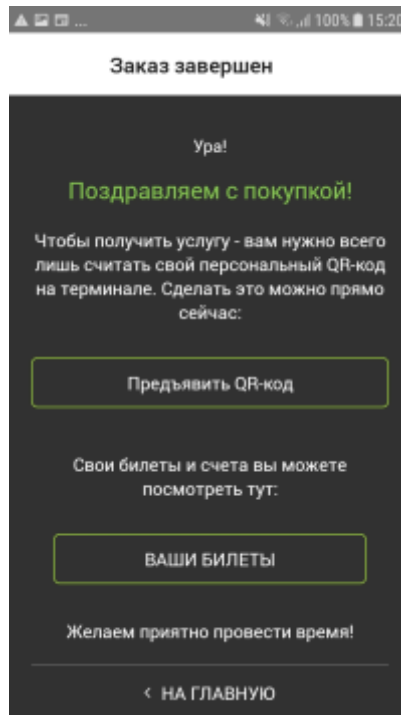 ... 100% 15:20
Заказ завершен
Ура!
Поздравляем с покупкой!
Чтобы получить услугу - вам нужно всего
лишь считать свой персональный QR-код
на терминале. Сделать это можно прямо
сейчас:
Предъявить QR-код
Свои билеты и счета вы можете
посмотреть тут:
ВАШИ БИЛЕТЫ
Желаем приятно провести время!
< НА ГЛАВНУЮ